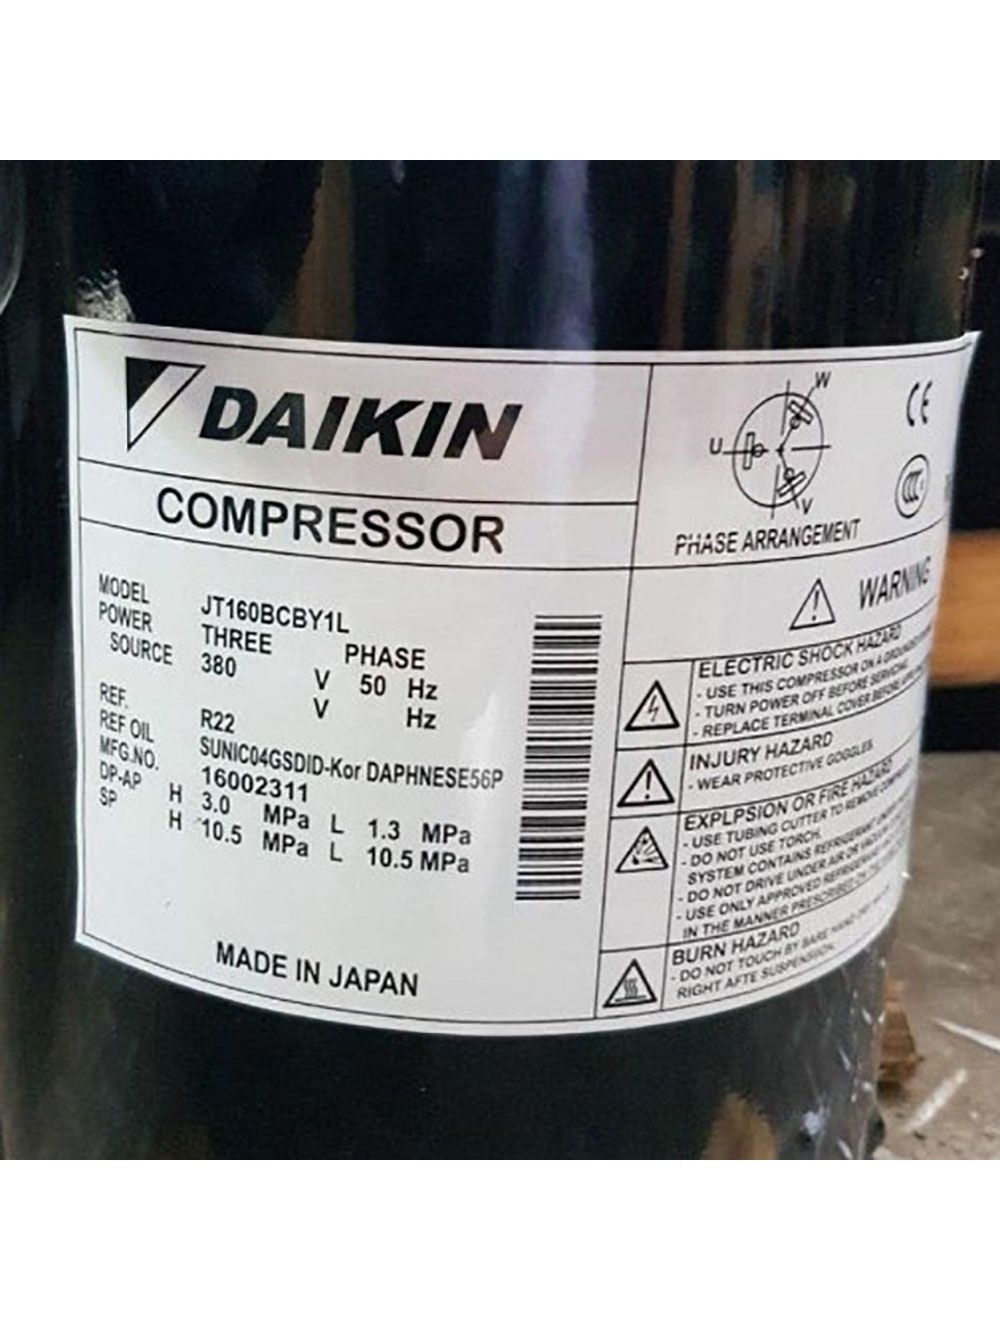 DAIKIN
COMPRESSOR
MODEL JT160BCBY1L
POWER THREE PHASE
SOURCE 380 V 50 Hz
V Hz
REF. R22
REF OIL SUNIC04GSDID-Kor DAPHNESE56P
MFG.NO. 16002311
DP-AP H 3.0 MPa L 1.3 MPa
SP H 10.5 MPa L 10.5 MPa
MADE IN JAPAN
W
U
V
PHASE ARRANGEMENT
CE
CCC
WARNING
ELECTRIC SHOCK HAZARD
- USE THIS COMPRESSOR ON A GROUNDED
- TURN POWER OFF BEFORE SERVICING
- REPLACE TERMINAL COVER BEFORE
INJURY HAZARD
- WEAR PROTECTIVE GOGGLES
EXPLPSION OR FIRE HAZARD
- USE TUBING CUTTER TO REMOVE
- DO NOT USE TORCH.
SYSTEM CONTAINS REFRIGERANT UNDER
- DO NOT DRIVE UNDER AIR OR VACUUM
- USE ONLY APPROVED REFRIGERANT
IN THE MANNER PRESCRIBED
BURN HAZARD
- DO NOT TOUCH BY BARE HAND
RIGHT AFTE SUSPENSION.